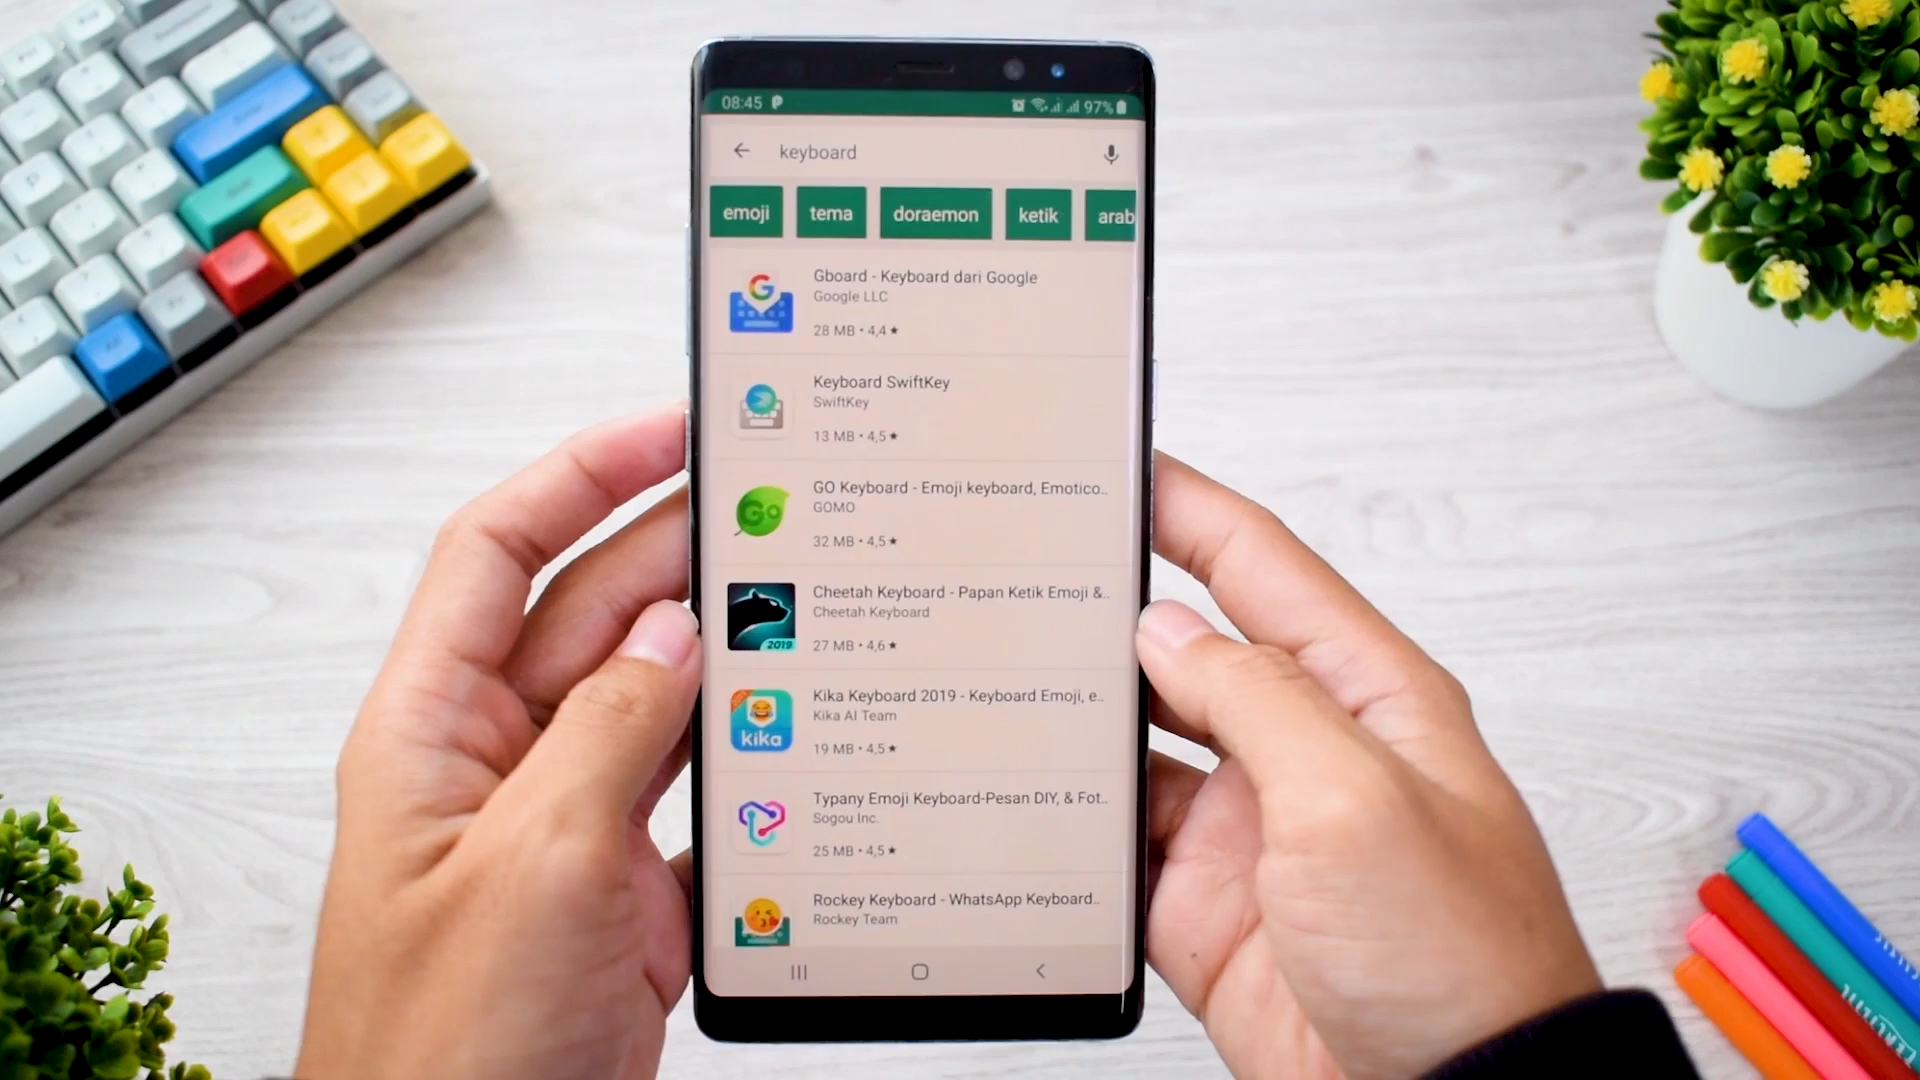 08:45
97%
keyboard
emoji
tema
doraemon
ketik
arab
Gboard - Keyboard dari Google
Google LLC
28 MB • 4,4 ★
Keyboard SwiftKey
SwiftKey
13 MB • 4,5 ★
GO
GO Keyboard - Emoji keyboard, Emotico..
GOMO
32 MB • 4,5 ★
2019
Cheetah Keyboard - Papan Ketik Emoji &..
Cheetah Keyboard
27 MB • 4,6 ★
kika
Kika Keyboard 2019 - Keyboard Emoji, e..
Kika AI Team
19 MB • 4,5 ★
Typany Emoji Keyboard-Pesan DIY, & Fot..
Sogou Inc.
25 MB • 4,5 ★
Rockey Keyboard - WhatsApp Keyboard..
Rockey Team